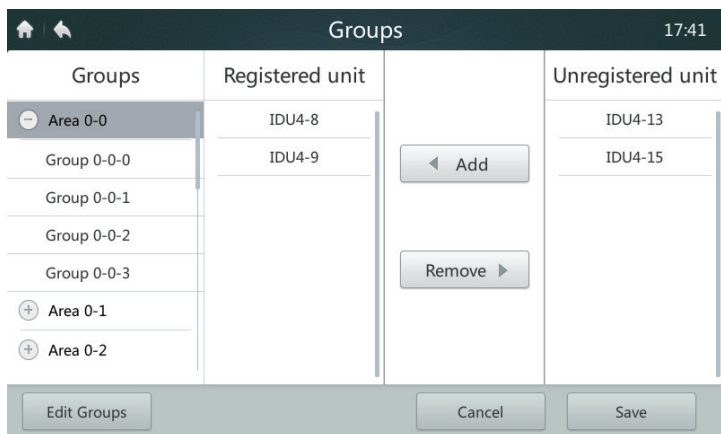 Groups
17:41
Groups
Registered unit
Unregistered unit
Area 0-0
IDU4-8
IDU4-13
Group 0-0-0
IDU4-9
Add
IDU4-15
Group 0-0-1
Group 0-0-2
Group 0-0-3
Remove
Area 0-1
Area 0-2
Edit Groups
Cancel
Save